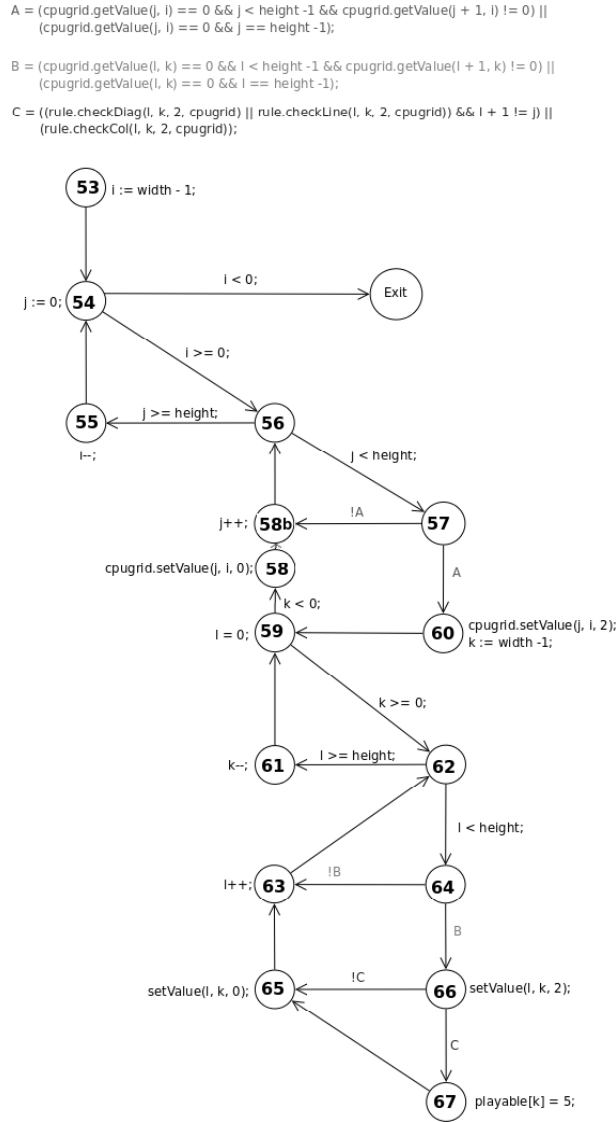 A = (cpugrid.getValue(j, i) == 0 && j < height -1 && cpugrid.getValue(j + 1, i) != 0) ||
(cpugrid.getValue(j, i) == 0 && j == height -1);
B = (cpugrid.getValue(l, k) == 0 && l < height -1 && cpugrid.getValue(l + 1, k) != 0) ||
(cpugrid.getValue(l, k) == 0 && l == height -1);
C = ((rule.checkDiag(l, k, 2, cpugrid) || rule.checkLine(l, k, 2, cpugrid)) && l + 1 != j) ||
(rule.checkCol(l, k, 2, cpugrid));
53 i := width - 1;
i < 0;
Exit
j := 0; 54
i >= 0;
55
j >= height;
56
i--;
j < height;
j++; 58b
!A
57
cpugrid.setValue(j, i, 0); 58
A
k < 0;
l = 0; 59
60 cpugrid.setValue(j, i, 2);
k := width -1;
k >= 0;
k--; 61
l >= height;
62
l < height;
l++; 63
!B
64
B
setValue(l, k, 0); 65
!C
66 setValue(l, k, 2);
C
67 playable[k] = 5;